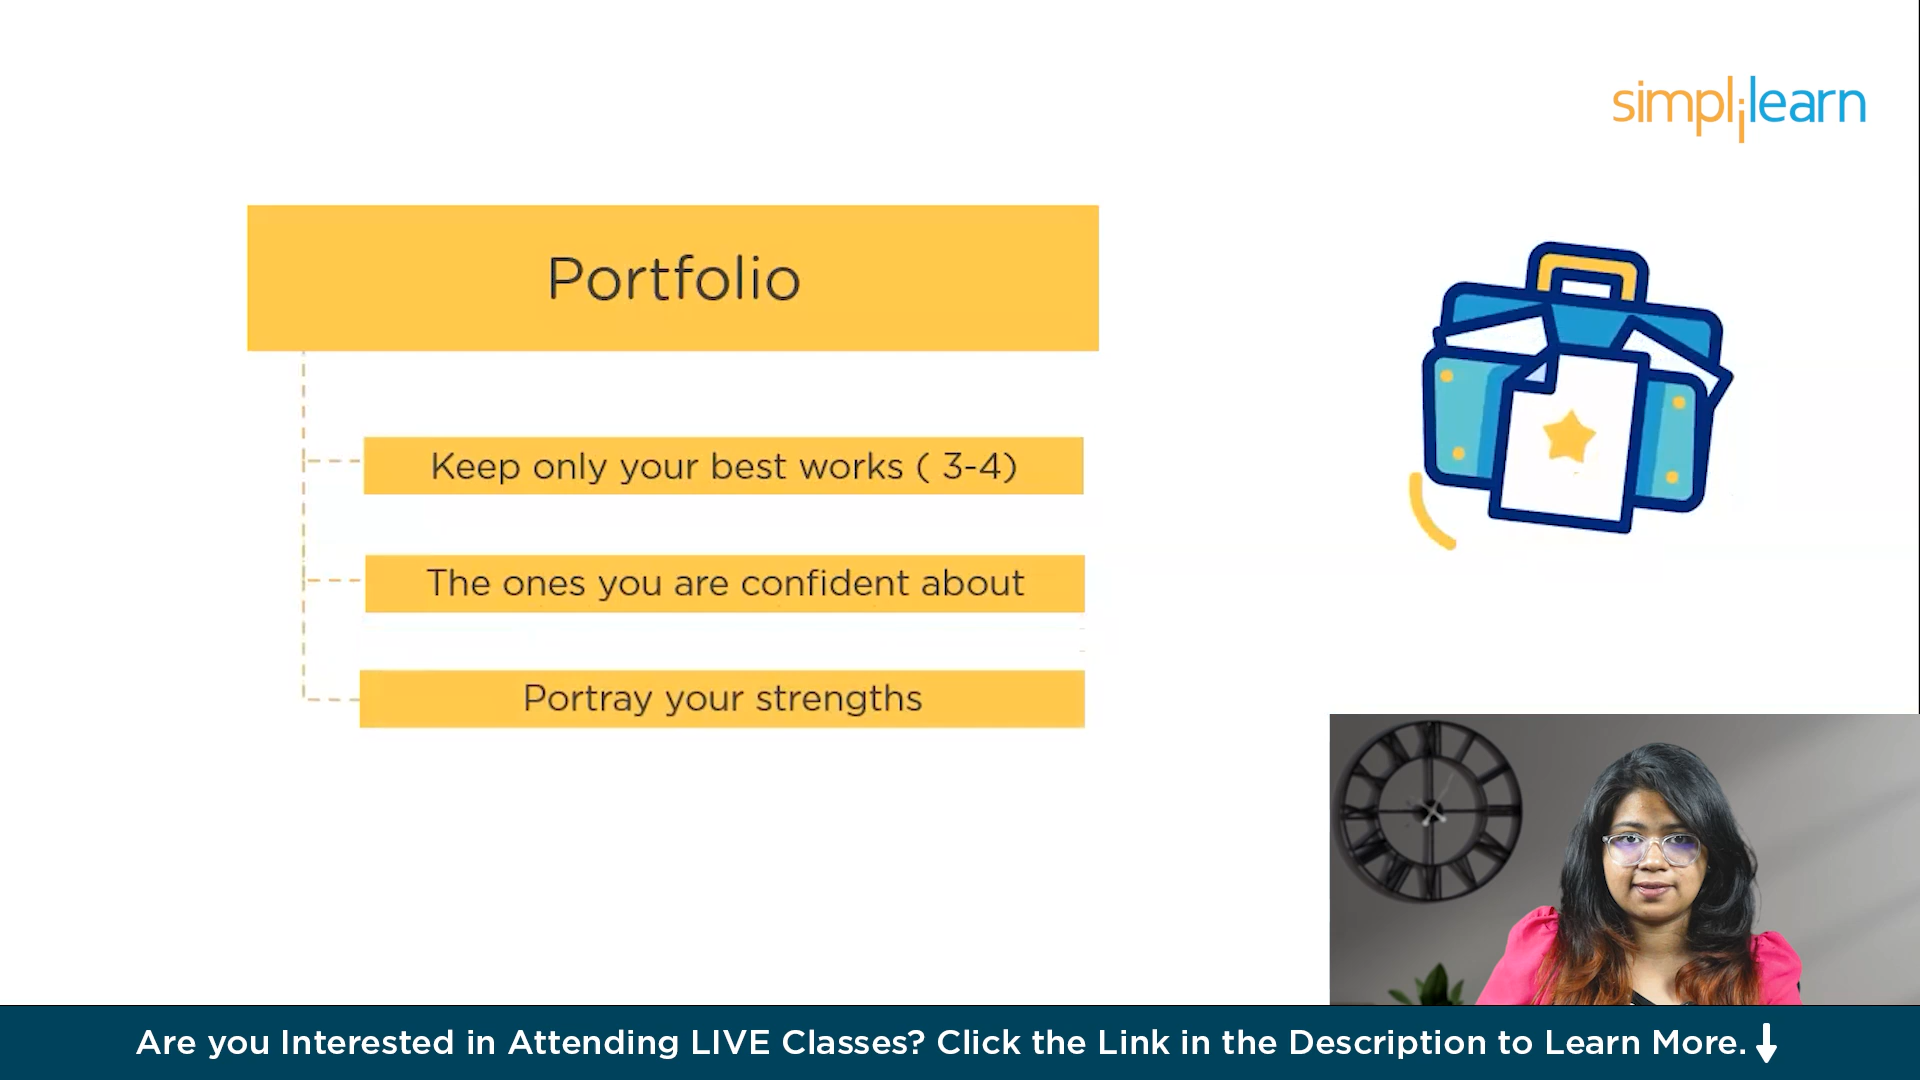 simplilearn
Portfolio
Keep only your best works ( 3-4)
The ones you are confident about
Portray your strengths
Are you Interested in Attending LIVE Classes? Click the Link in the Description to Learn More.